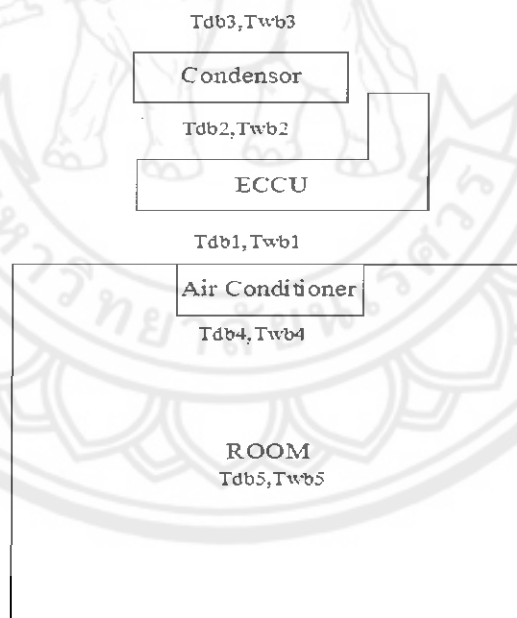 Tdb3,Twb3
Condensor
Tdb2,Twb2
ECCU
Tdb1,Twb1
Air Conditioner
Tdb4,Twb4
ROOM
Tdb5,Twb5